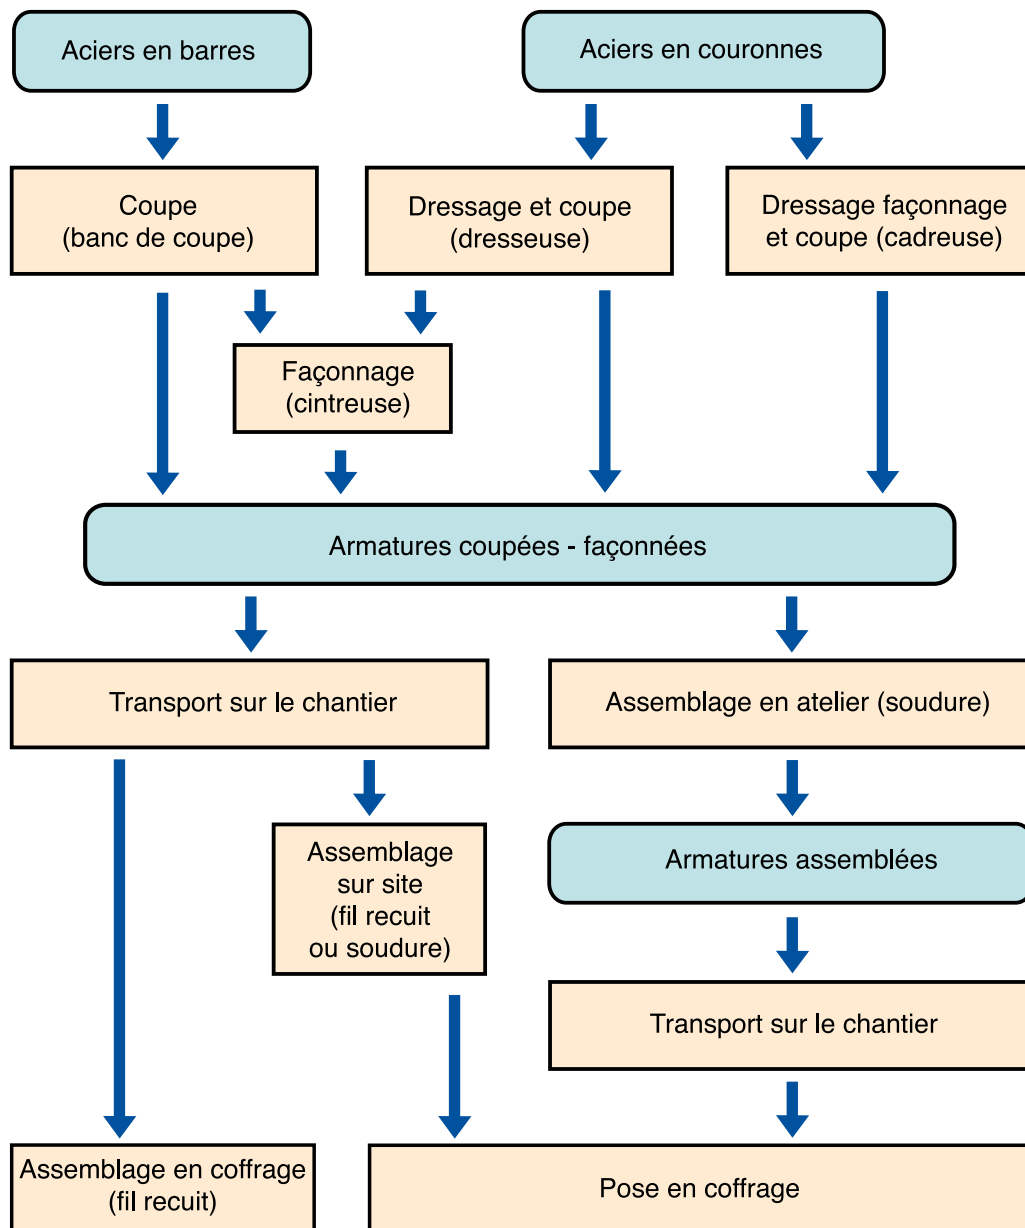 Aciers en barres
Aciers en couronnes
Coupe
(banc de coupe)
Dressage et coupe
(dresseuse)
Dressage façonnage
et coupe (cadreuse)
Façonnage
(cintreuse)
Armatures coupées - façonnées
Transport sur le chantier
Assemblage en atelier (soudure)
Assemblage
sur site
(fil recuit
ou soudure)
Armatures assemblées
Transport sur le chantier
Assemblage en coffrage
(fil recuit)
Pose en coffrage